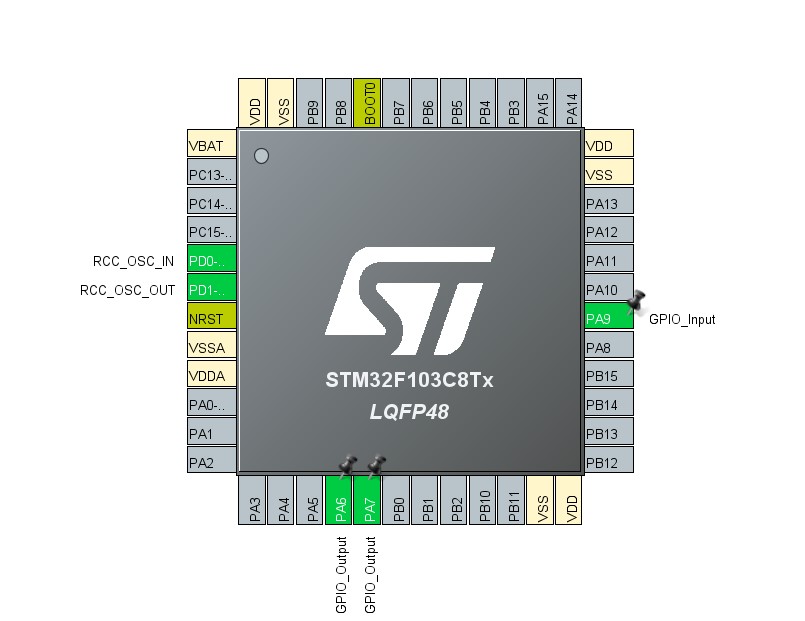 VDD
VSS
PB9
PB8
BOOT0
PB7
PB6
PB5
PB4
PB3
PA15
PA14
VBAT
PC13-..
PC14-..
PC15-..
RCC_OSC_IN PD0-..
RCC_OSC_OUT PD1-..
NRST
VSSA
VDDA
PA0-..
PA1
PA2
ST
STM32F103C8Tx
LQFP48
VDD
VSS
PA13
PA12
PA11
PA10
PA9 GPIO_Input
PA8
PB15
PB14
PB13
PB12
PA3
PA4
PA5
PA6 GPIO_Output
PA7 GPIO_Output
PB0
PB1
PB2
PB10
PB11
VSS
VDD